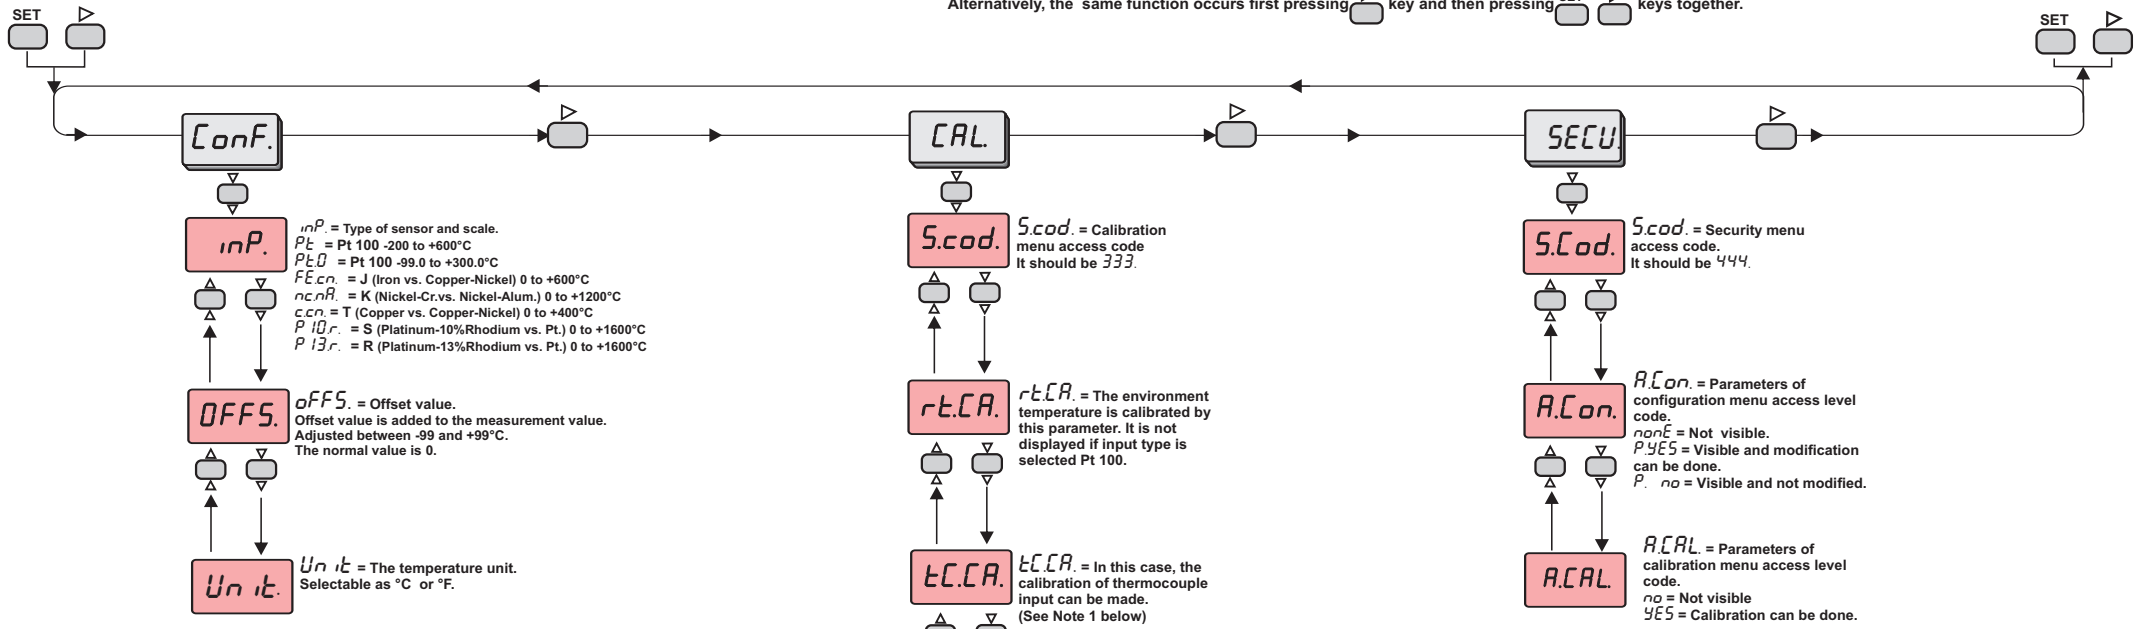 Alternatively, the same function occurs first pressing key and then pressing keys together.
SET
SET
ConF.
CAL.
SECU.
inP.
inP. = Type of sensor and scale.
Pt = Pt 100 -200 to +600°C
Pt.0 = Pt 100 -99.0 to +300.0°C
FE.cn. = J (Iron vs. Copper-Nickel) 0 to +600°C
nc.nA. = K (Nickel-Cr.vs. Nickel-Alum.) 0 to +1200°C
c.cn. = T (Copper vs. Copper-Nickel) 0 to +400°C
P 10.r. = S (Platinum-10%Rhodium vs. Pt.) 0 to +1600°C
P 13.r. = R (Platinum-13%Rhodium vs. Pt.) 0 to +1600°C
OFFS.
oFFS. = Offset value.
Offset value is added to the measurement value.
Adjusted between -99 and +99°C.
The normal value is 0.
Unit.
Unit = The temperature unit.
Selectable as °C or °F.
S.cod.
S.cod. = Calibration
menu access code
It should be 333.
rt.CA.
rt.CA. = The environment
temperature is calibrated by
this parameter. It is not
displayed if input type is
selected Pt 100.
tC.CA.
tC.CA. = In this case, the
calibration of thermocouple
input can be made.
(See Note 1 below)
S.Cod.
S.cod. = Security menu
access code.
It should be 444.
A.Con.
A.Con. = Parameters of
configuration menu access level
code.
nonE = Not visible.
P.YES = Visible and modification
can be done.
P. no = Visible and not modified.
A.CAL.
A.CAL. = Parameters of
calibration menu access level
code.
no = Not visible
YES = Calibration can be done.